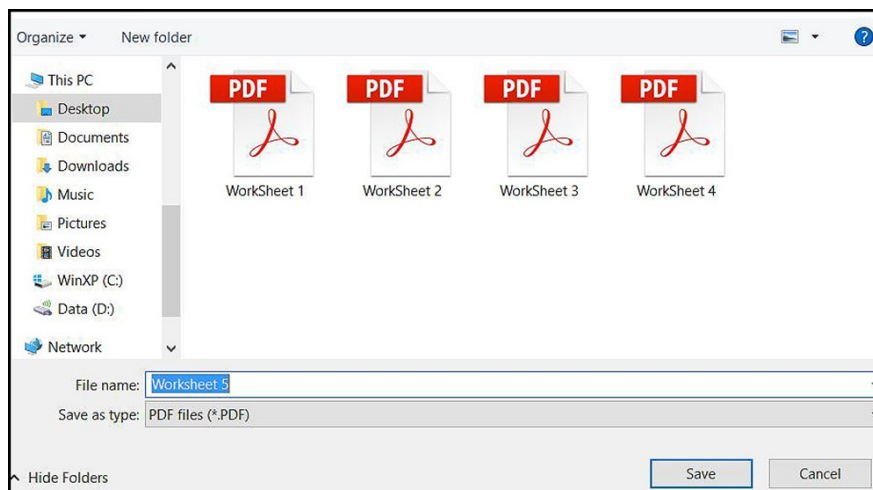 Organize
New folder
?
This PC
Desktop
Documents
Downloads
Music
Pictures
Videos
WinXP (C:)
Data (D:)
Network
PDF
PDF
PDF
PDF
WorkSheet 1
WorkSheet 2
WorkSheet 3
WorkSheet 4
File name: Worksheet 5
Save as type: PDF files (*.PDF)
Hide Folders
Save
Cancel